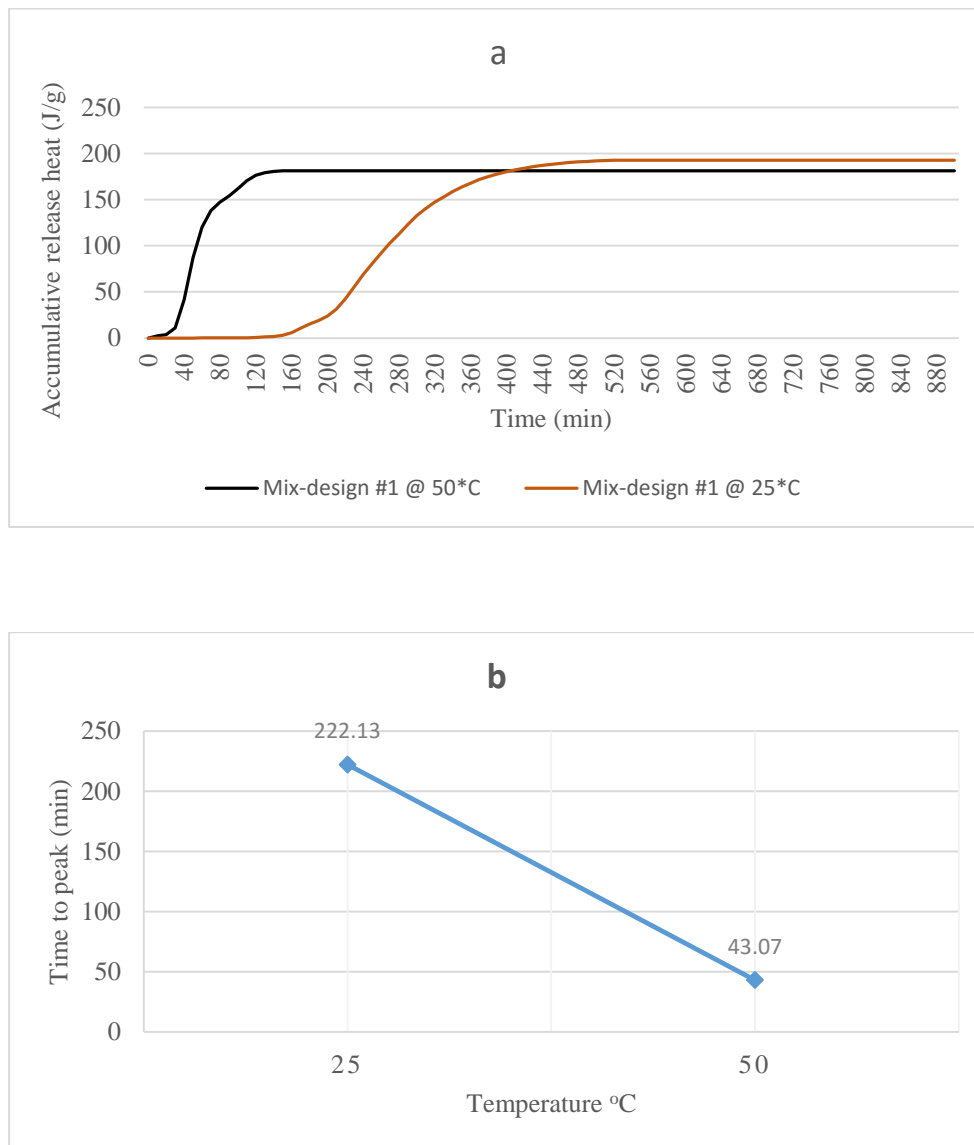 a
Accumulative release heat (J/g)
250
200
150
100
50
0
0 40 80 120 160 200 240 280 320 360 400 440 480 520 560 600 640 680 720 760 800 840 880
Time (min)
Mix-design #1 @ 50*C Mix-design #1 @ 25*C
b
Time to peak (min)
250
200
150
100
50
0
222.13
43.07
25 50
Temperature °C